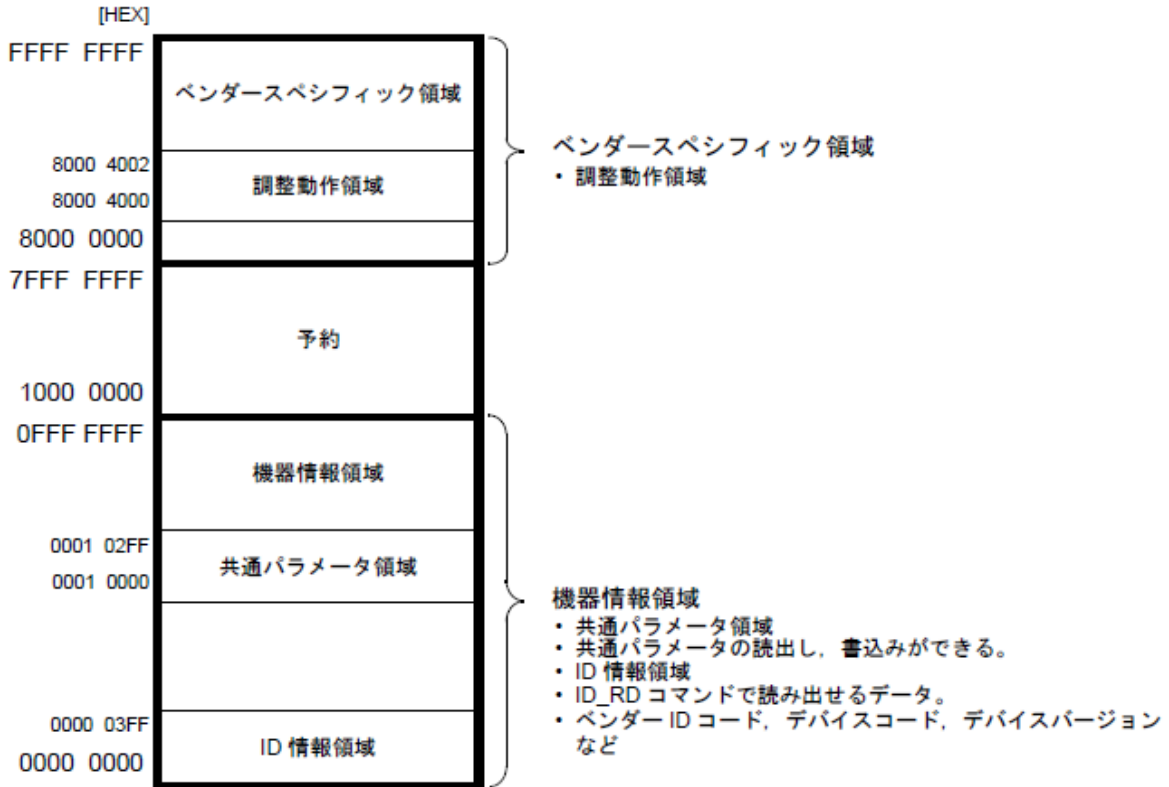 [HEX]
FFFF FFFF
ベンダースペシフィック領域
8000 4002
調整動作領域
8000 4000
8000 0000
ベンダースペシフィック領域
・ 調整動作領域
7FFF FFFF
予約
1000 0000
0FFF FFFF
機器情報領域
0001 02FF
共通パラメータ領域
0001 0000
0000 03FF
ID 情報領域
0000 0000
機器情報領域
・ 共通パラメータ領域
・ 共通パラメータの読出し，書込みができる。
・ ID 情報領域
・ ID_RD コマンドで読み出せるデータ。
・ ベンダー ID コード，デバイスコード，デバイスバージョン
など